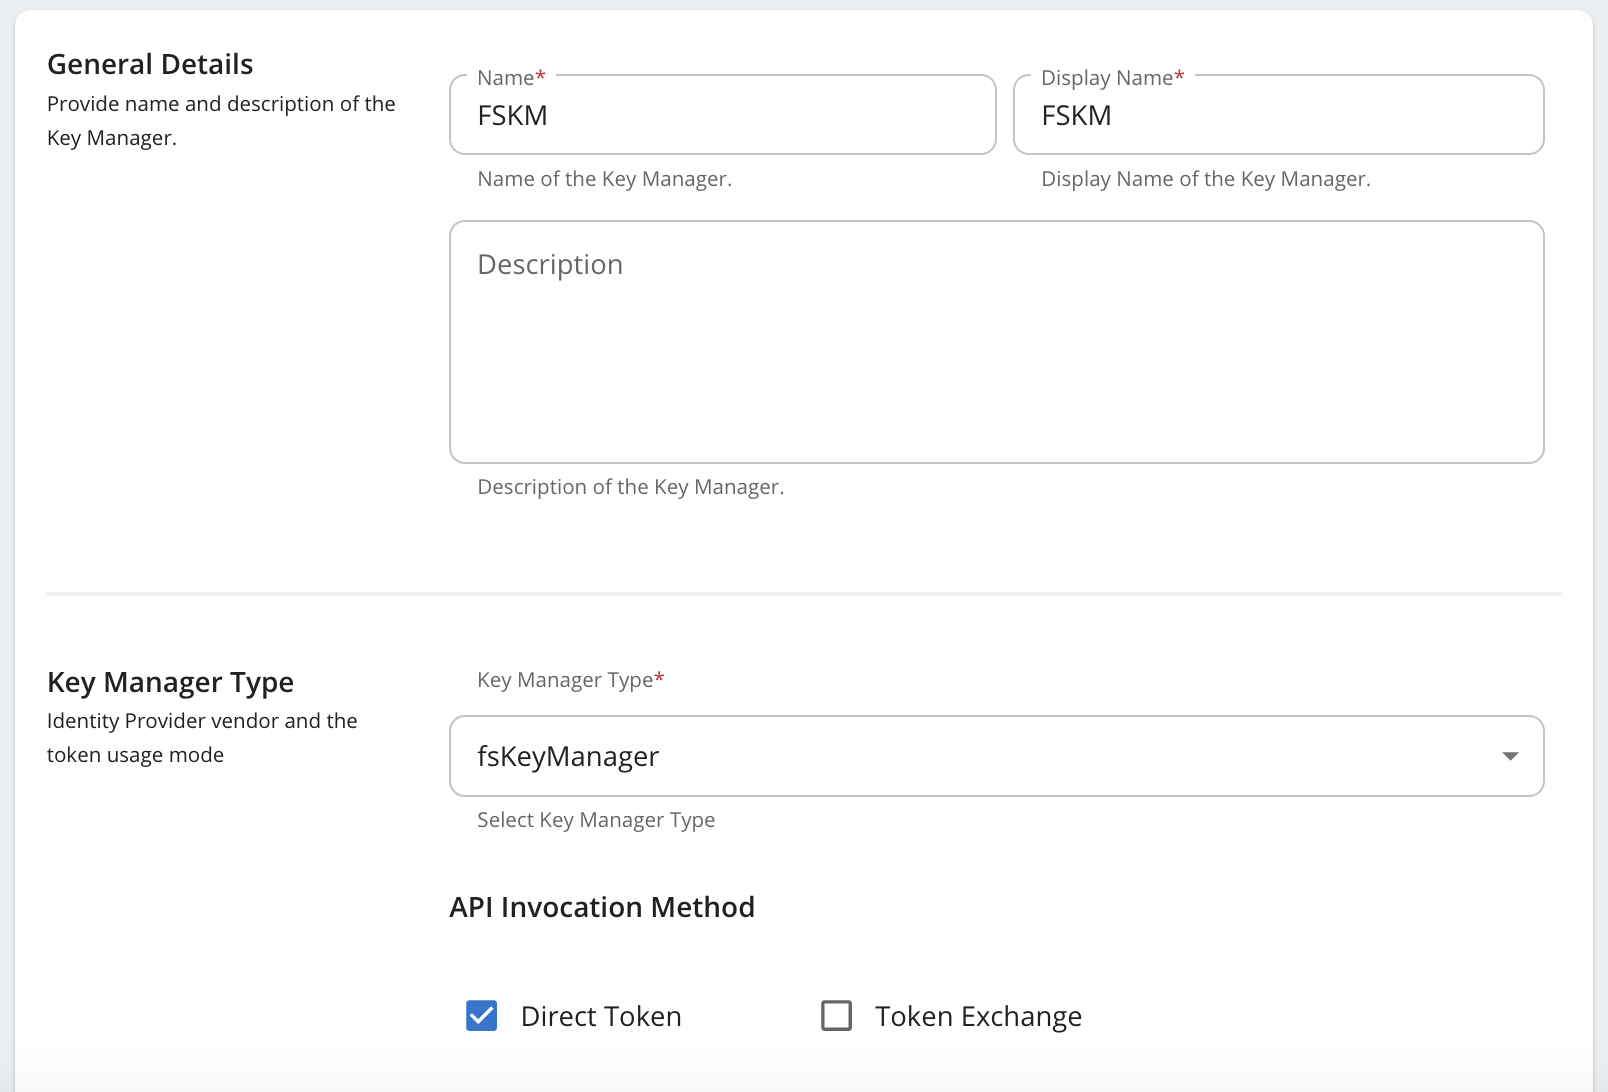 General Details
Provide name and description of the
Key Manager.
Name*
FSKM
Name of the Key Manager.
Display Name*
FSKM
Display Name of the Key Manager.
Description
Description of the Key Manager.
Key Manager Type
Identity Provider vendor and the
token usage mode
Key Manager Type*
fsKeyManager
Select Key Manager Type
API Invocation Method
Direct Token
Token Exchange